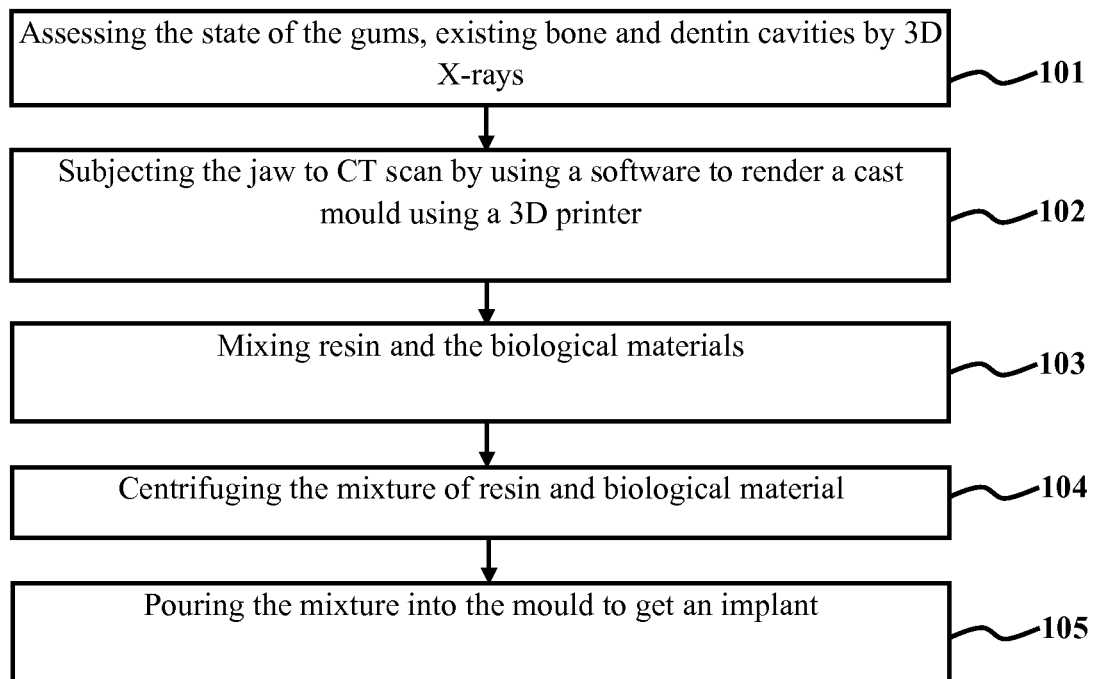 Assessing the state of the gums, existing bone and dentin cavities by 3D
X-rays
101
Subjecting the jaw to CT scan by using a software to render a cast
mould using a 3D printer
102
Mixing resin and the biological materials
103
Centrifuging the mixture of resin and biological material
104
Pouring the mixture into the mould to get an implant
105